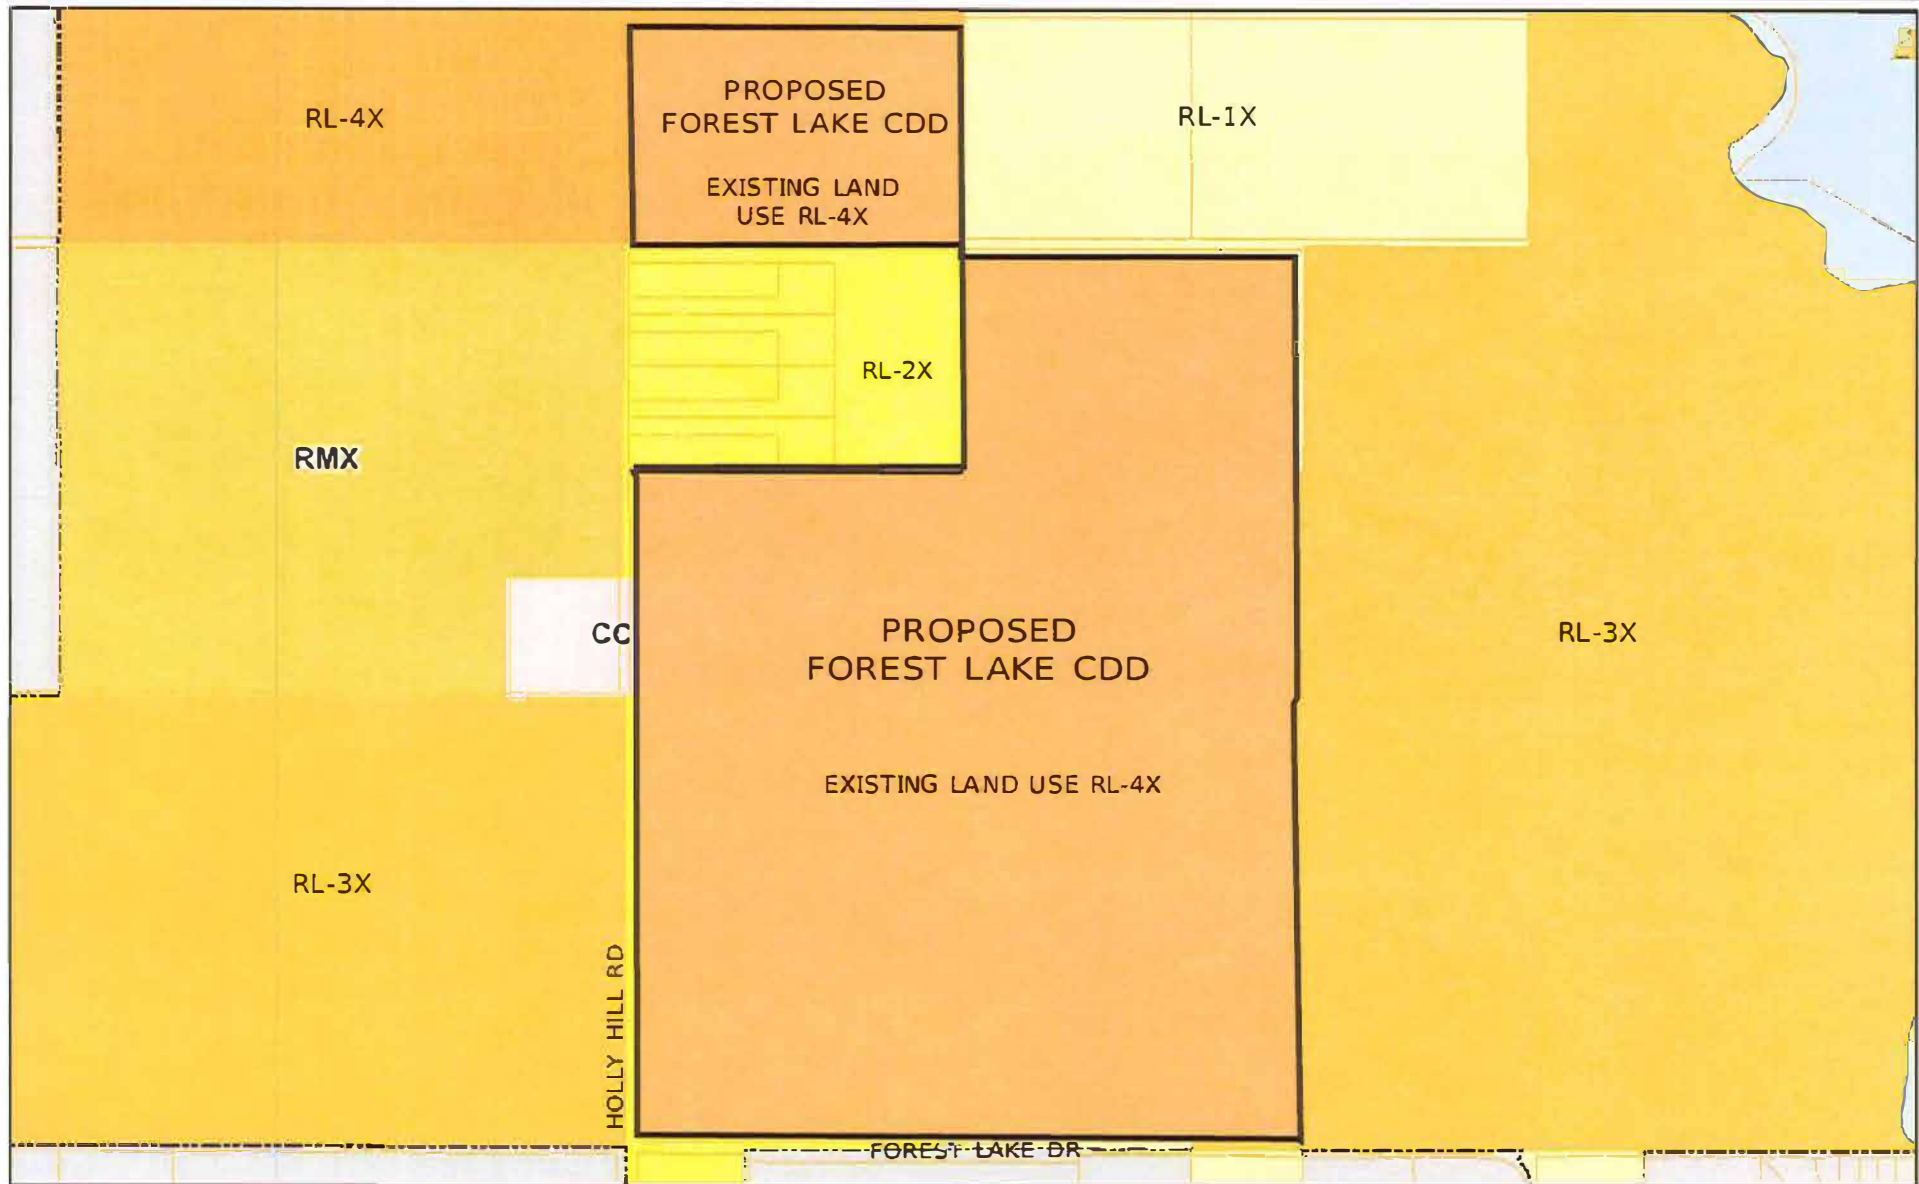 PROPOSED
FOREST LAKE CDD
EXISTING LAND
USE RL-4X
RL-4X
RL-1X
RL-2X
RMX
CC
PROPOSED
FOREST LAKE CDD
RL-3X
EXISTING LAND USE RL-4X
RL-3X
HOLLY HILL RD
FOREST LAKE DR